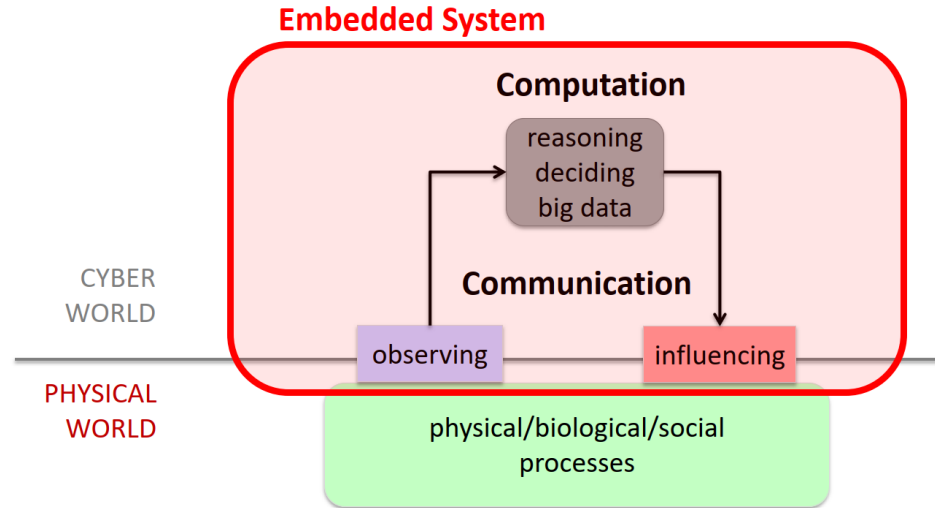 Embedded System
Computation
reasoning
deciding
big data
Communication
CYBER
WORLD
observing
influencing
PHYSICAL
WORLD
physical/biological/social
processes